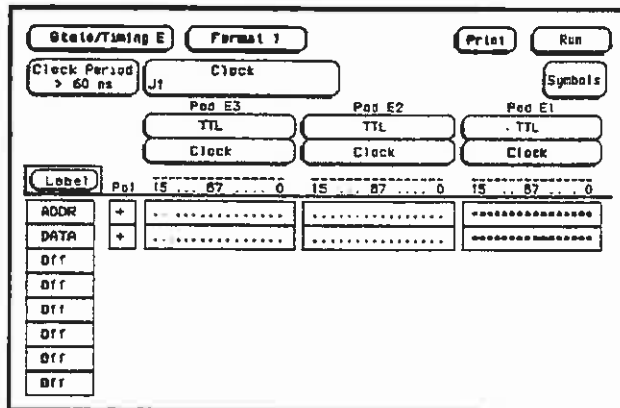 State/Timing E Format 1 Print Run
Clock Period > 60 ns J↑ Clock Symbols
Pod E3 Pod E2 Pod E1
TTL TTL TTL
Clock Clock Clock
Label Pol 15 ... 87 .... 0 15 ... 87 .... 0 15 .. 87 ... 0
ADDR + ................ ................ ****************
DATA + ................ ................ ****************
Off
Off
Off
Off
Off
Off